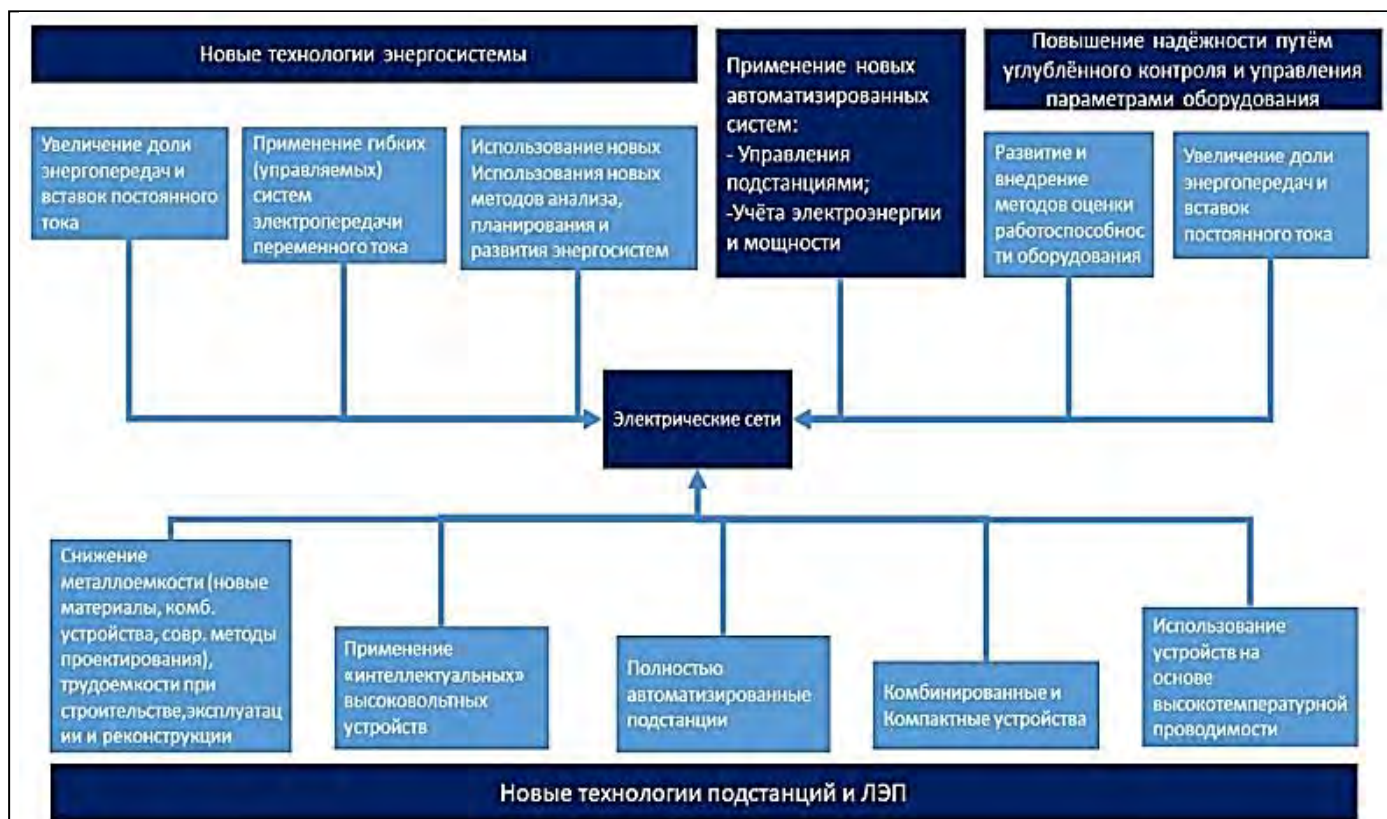 Новые технологии энергосистемы
Применение новых
автоматизированных
систем:
- Управления
подстанциями;
-Учёта электроэнергии
и мощности
Повышение надёжности путём
углублённого контроля и управления
параметрами оборудования
Увеличение доли
энергопередач и
вставок постоянного
тока
Применение гибких
(управляемых)
систем
электропередачи
переменного тока
Использование новых
Использования новых
методов анализа,
планирования и
развития энергосистем
Развитие и
внедрение
методов оценки
работоспособнос
ти оборудования
Увеличение доли
энергопередач и
вставок
постоянного тока
Электрические сети
Снижение
металлоемкости (новые
материалы, комб.
устройства, совр. методы
проектирования),
трудоемкости при
строительстве,эксплуатац
ии и реконструкции
Применение
«интеллектуальных»
высоковольтных
устройств
Полностью
автоматизированные
подстанции
Комбинированные и
Компактные устройства
Использование
устройств на
основе
высокотемпературной
проводимости
Новые технологии подстанций и ЛЭП